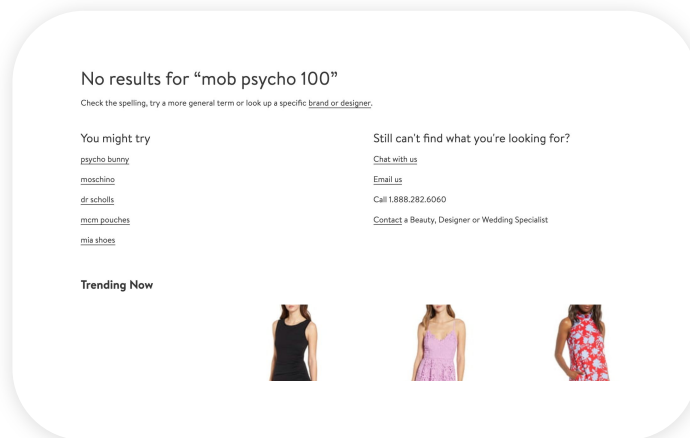 No results for “mob psycho 100”
Check the spelling, try a more general term or look up a specific brand or designer.
You might try
psycho bunny
moschino
dr scholls
mcm pouches
mia shoes
Still can't find what you're looking for?
Chat with us
Email us
Call 1.888.282.6060
Contact a Beauty, Designer or Wedding Specialist
Trending Now